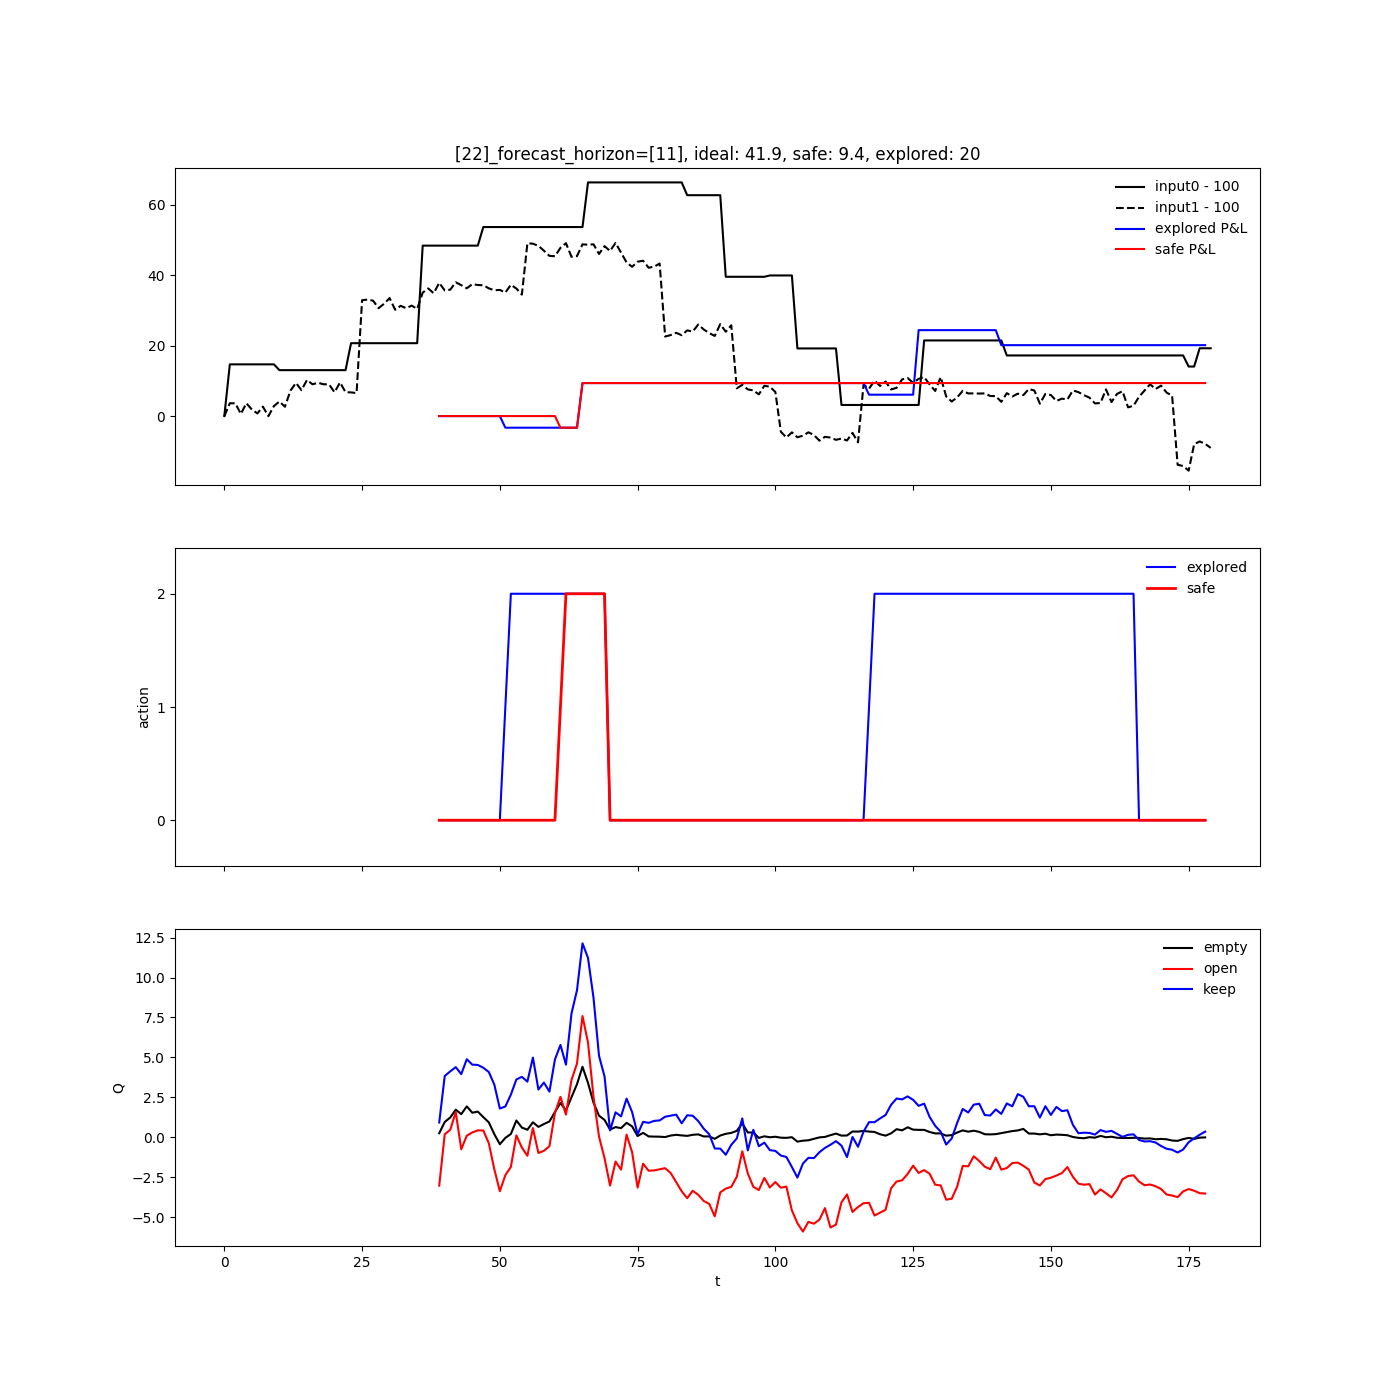 [22]_forecast_horizon=[11], ideal: 41.9, safe: 9.4, explored: 20
60
40
20
0
input0 - 100
input1 - 100
explored P&L
safe P&L
2
1
0
action
explored
safe
12.5
10.0
7.5
5.0
2.5
0.0
−2.5
−5.0
Q
empty
open
keep
0 25 50 75 100 125 150 175
t